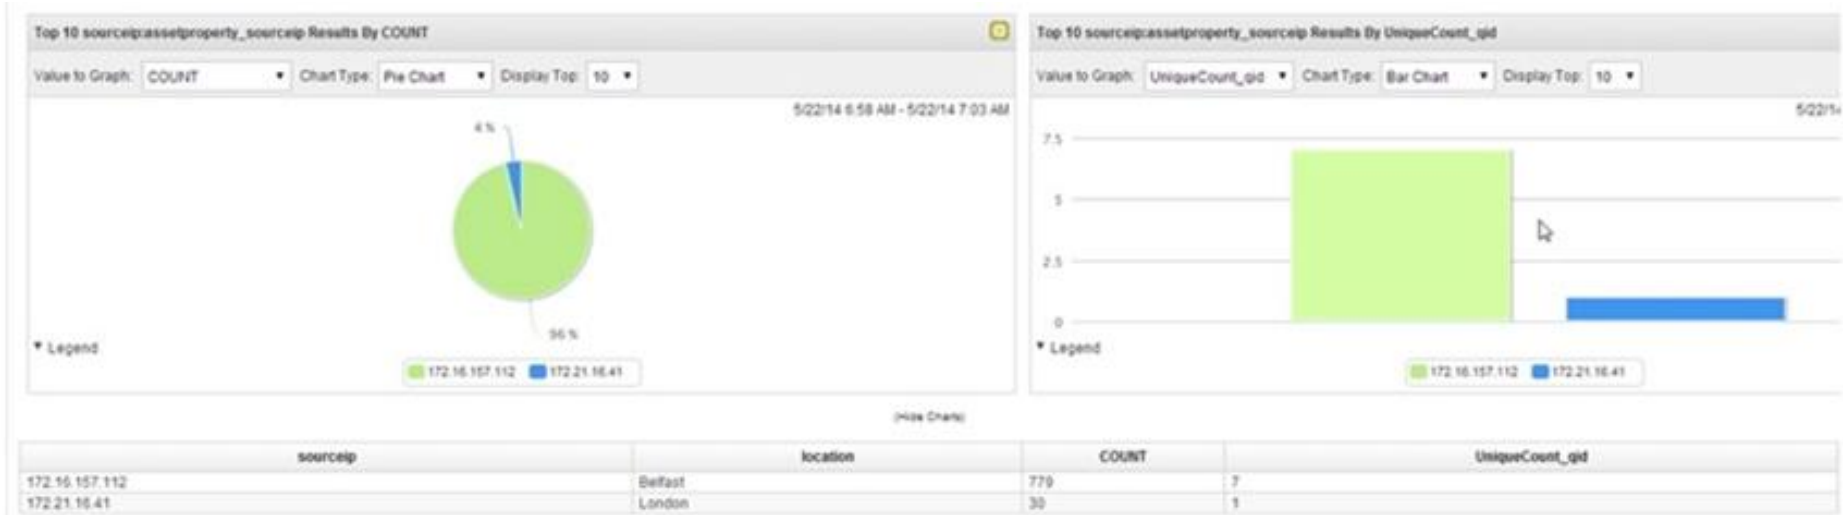 Top 10 sourceip:assetproperty_sourceip Results By COUNT
Value to Graph: COUNT Chart Type: Pie Chart Display Top: 10
5/22/14 6:58 AM - 5/22/14 7:03 AM
4 %
96 %
Legend
172.16.157.112 172.21.16.41
Top 10 sourceip:assetproperty_sourceip Results By UniqueCount_qid
Value to Graph: UniqueCount_qid Chart Type: Bar Chart Display Top: 10
5/22/14
7.5
5
2.5
0
Legend
172.16.157.112 172.21.16.41
(Hide Charts)
sourceip location COUNT UniqueCount_qid
172.16.157.112 Belfast 779 7
172.21.16.41 London 30 1